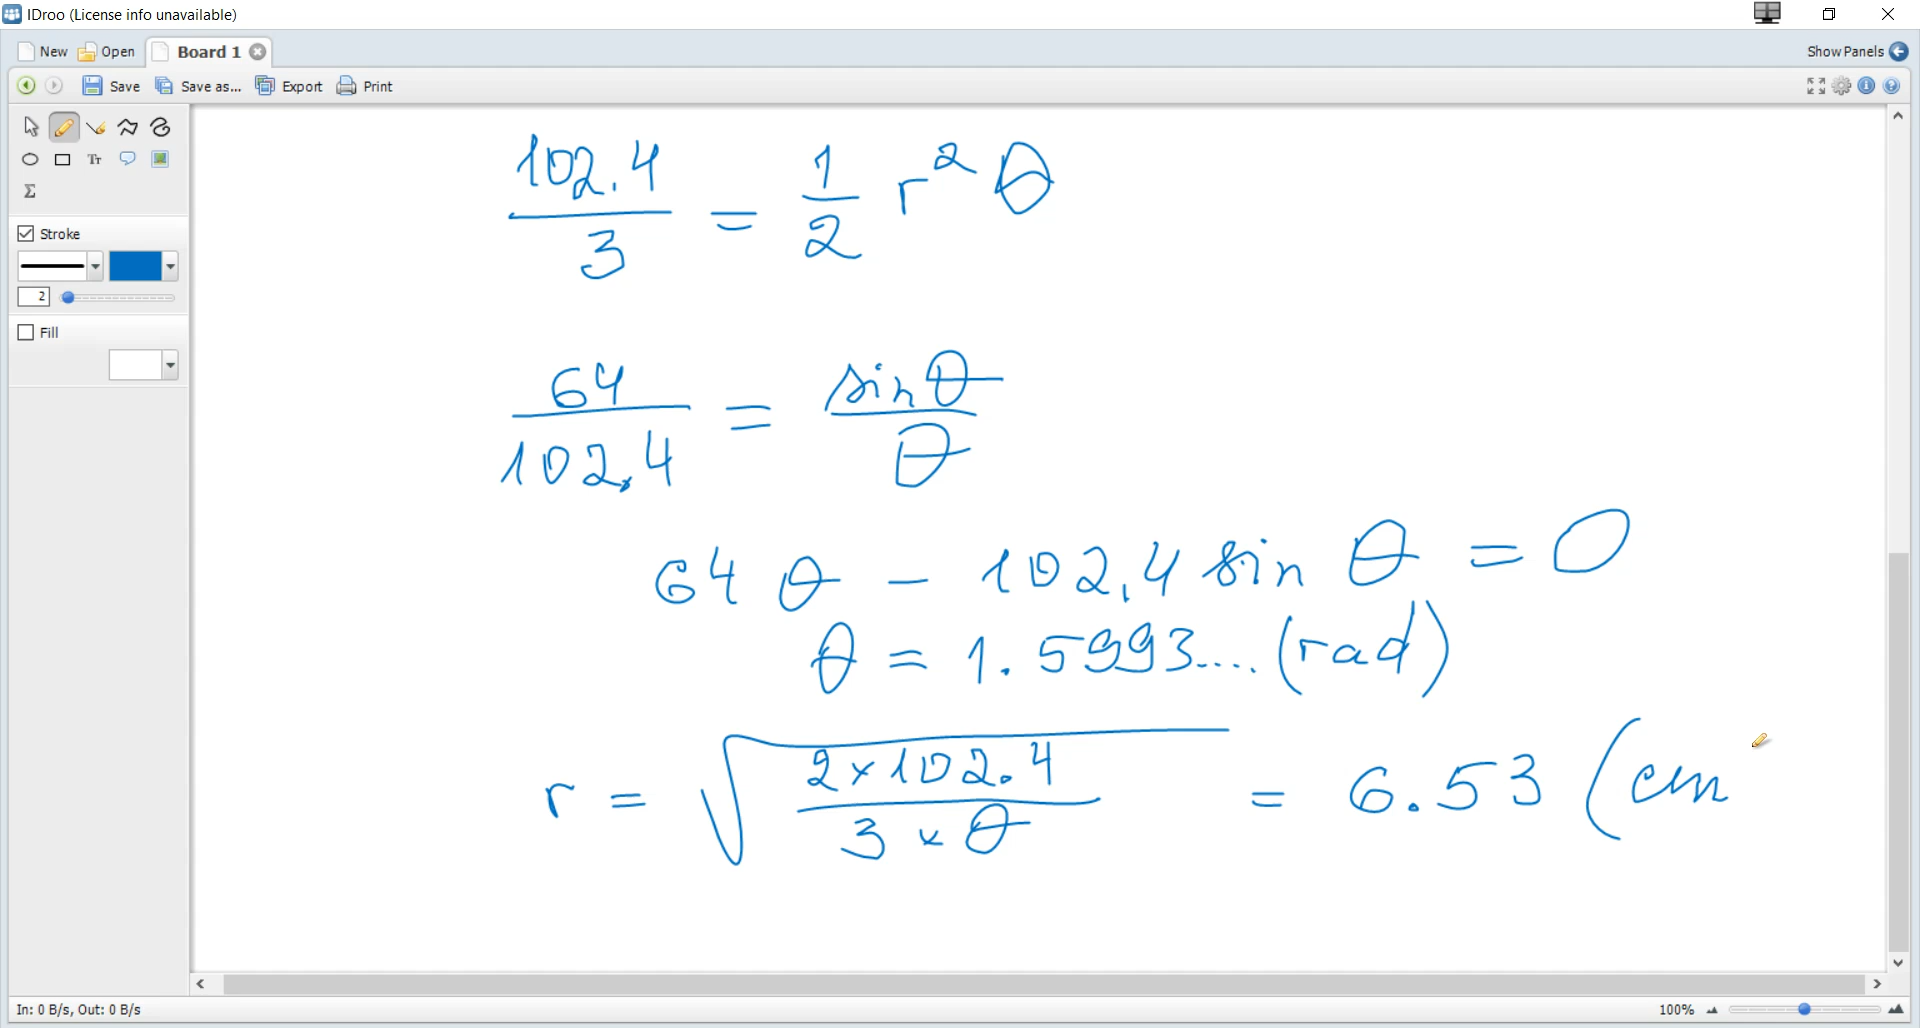 IDroo (License info unavailable)
New Open Board 1 Show Panels
Save Save as... Export Print
102.4/3 = 1/2 r² θ
Tr
Σ
Stroke
2
Fill
64/102.4 = sinθ/θ
64 θ - 102,4 sin θ = 0
θ = 1.5993.... (rad)
r = √(2×102.4/3×θ) = 6.53 (cm
In: 0 B/s, Out: 0 B/s 100%